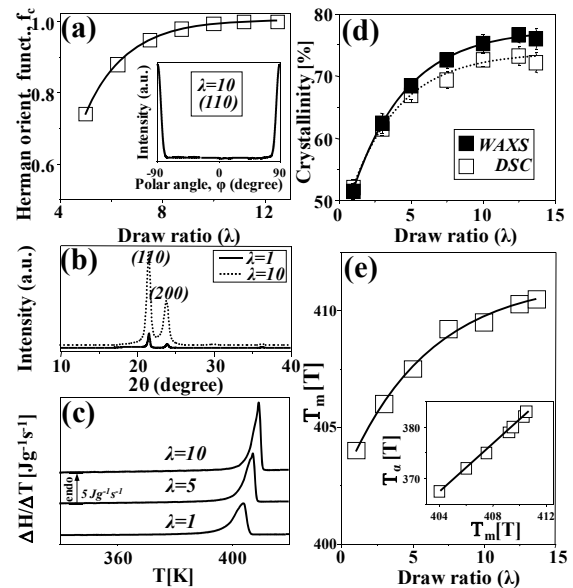 (a)
Herman orient. funct., f_c
1.0
0.8
0.6
4
6
8
10
12
Draw ratio (λ)
λ=10
(110)
Intensity (a.u.)
-90
0
90
Polar angle, φ (degree)
(b)
(110)
(200)
λ=1
λ=10
Intensity (a.u.)
10
20
30
40
2θ (degree)
(c)
λ=10
λ=5
λ=1
endo
5 Jg⁻¹s⁻¹
ΔH/ΔT [Jg⁻¹s⁻¹]
360
400
T[K]
(d)
Crystallinity [%]
80
70
60
50
WAXS
DSC
0
5
10
15
Draw ratio (λ)
(e)
T_m [T]
410
405
400
T_α [T]
380
370
404
408
412
T_m[T]
0
5
10
15
Draw ratio (λ)